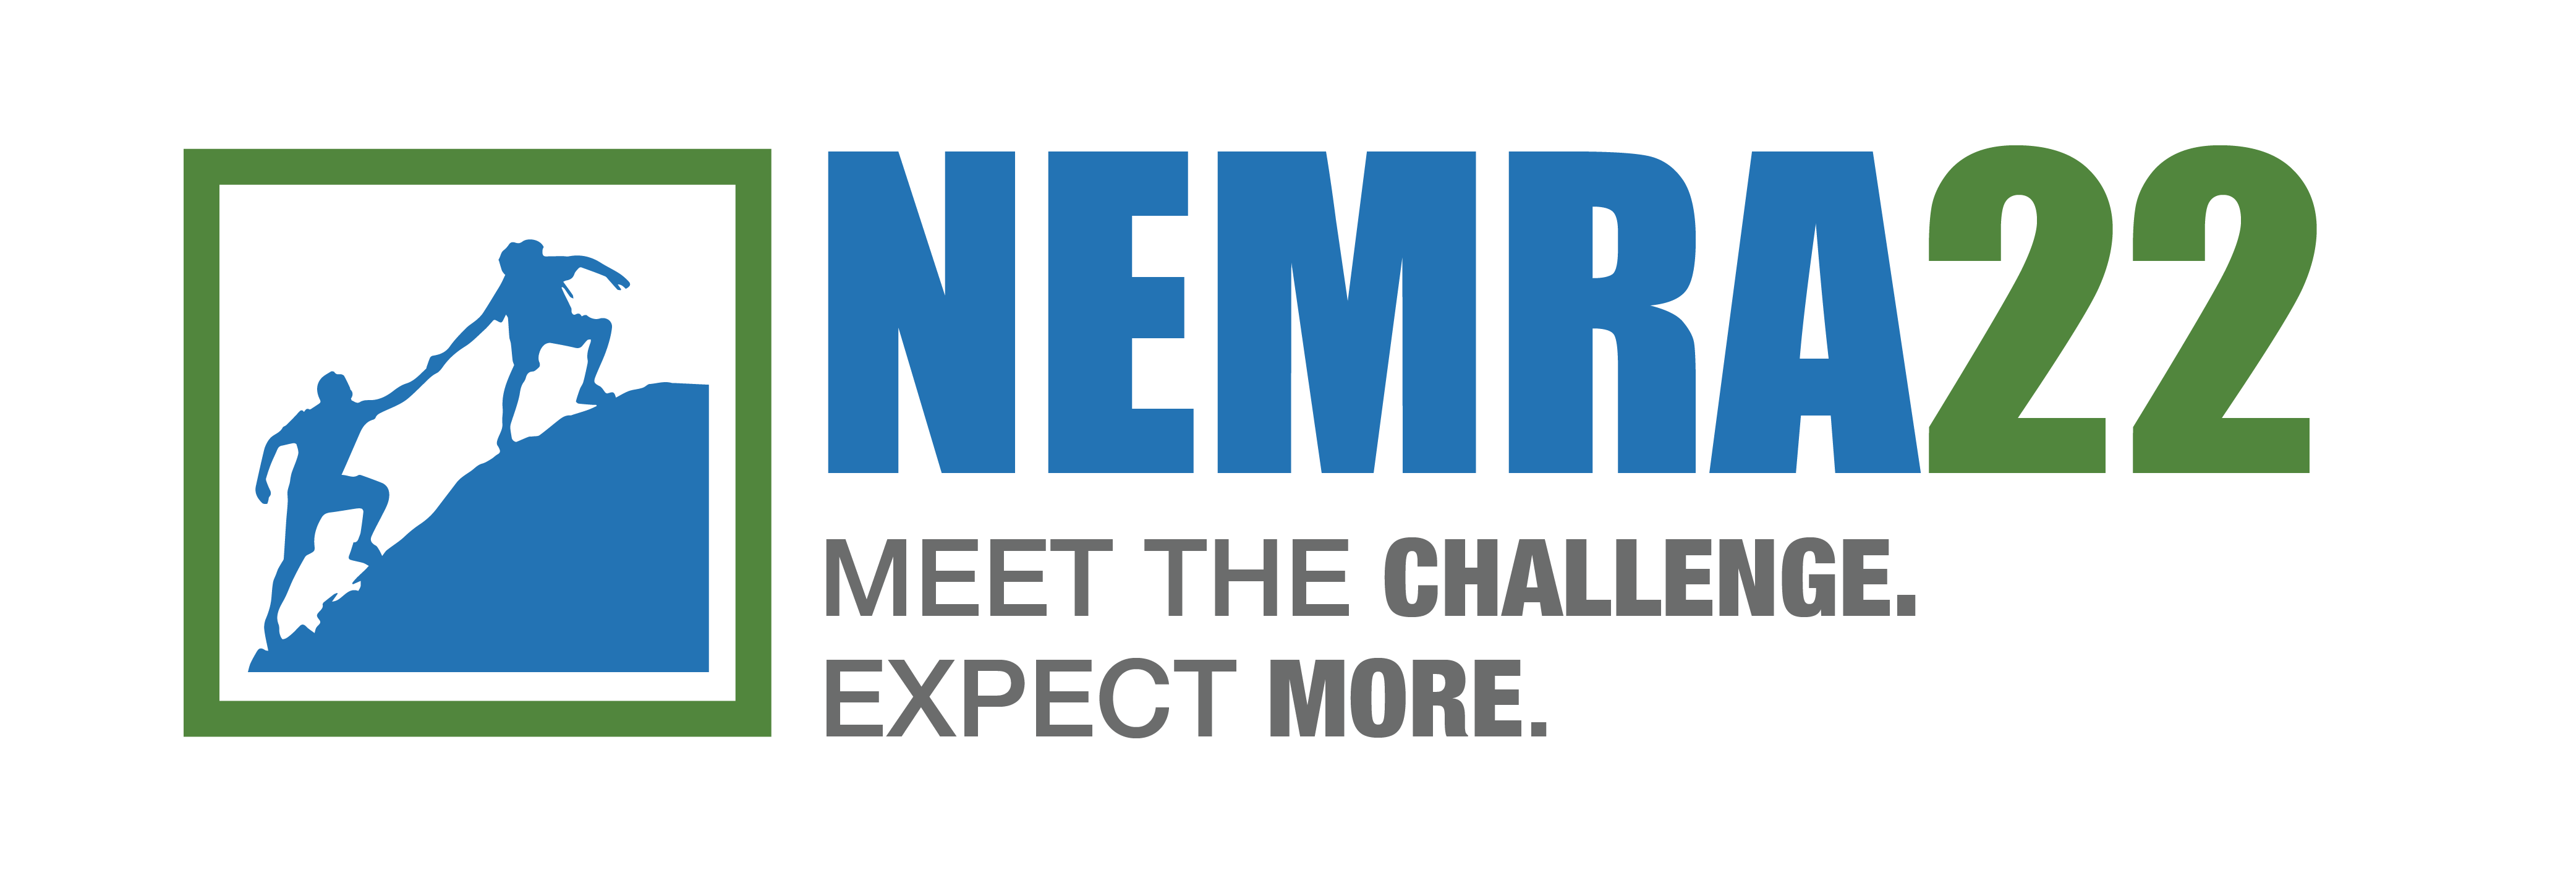 NEMRA22
MEET THE CHALLENGE.
EXPECT MORE.